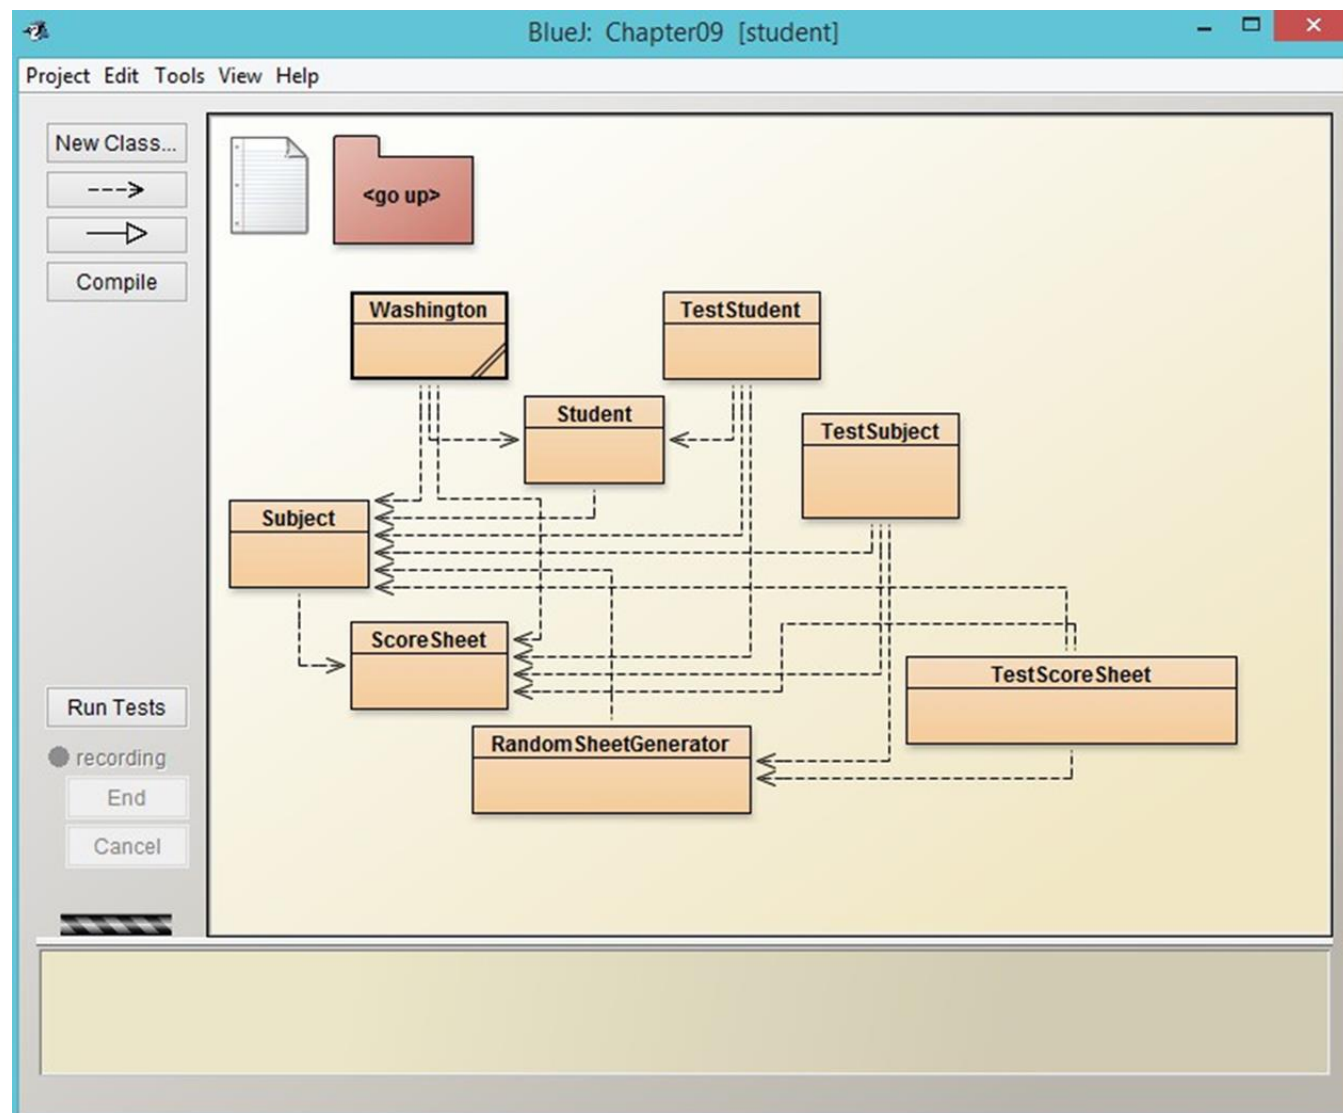 BlueJ: Chapter09 [student]
Project Edit Tools View Help
New Class...
Compile
<go up>
Washington
TestStudent
Student
TestSubject
Subject
ScoreSheet
TestScoreSheet
RandomSheetGenerator
Run Tests
recording
End
Cancel